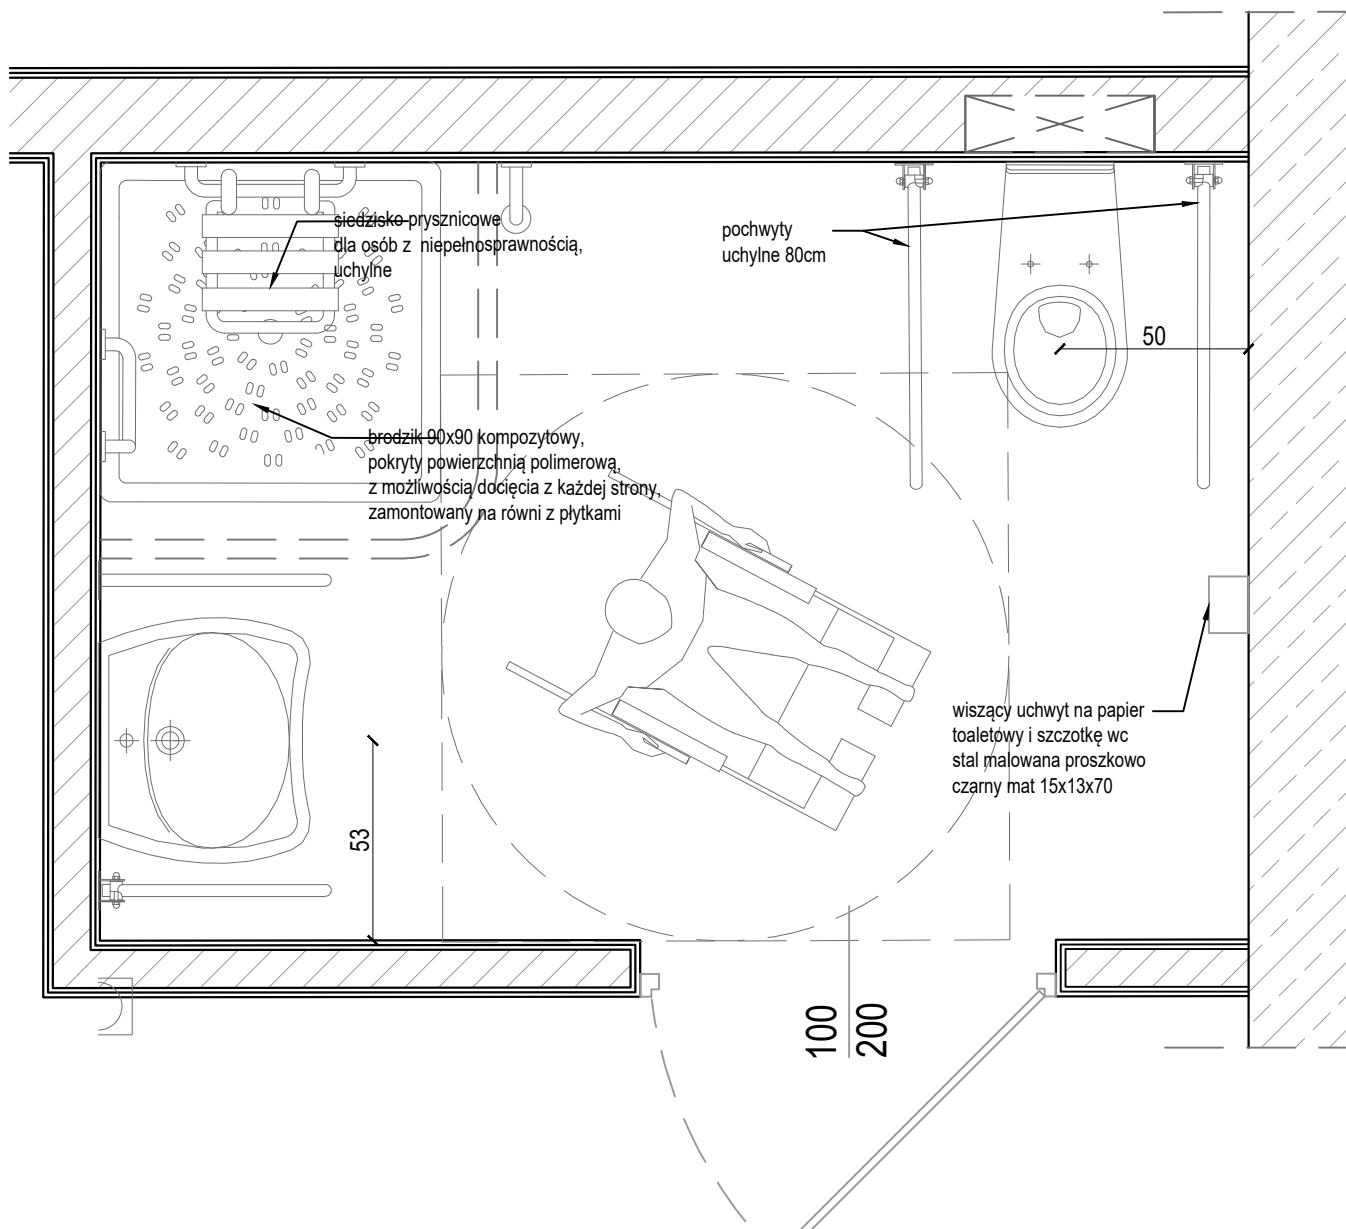 siedzisko prysznicowe
dla osób z niepełnosprawnością,
uchylne
pochwyty
uchylne 80cm
50
brodzik 90x90 kompozytowy,
pokryty powierzchnią polimerową,
z możliwością docięcia z każdej strony,
zamontowany na równi z płytkami
wiszący uchwyt na papier
toaletowy i szczotkę wc
stal malowana proszkowo
czarny mat 15x13x70
53
100
200